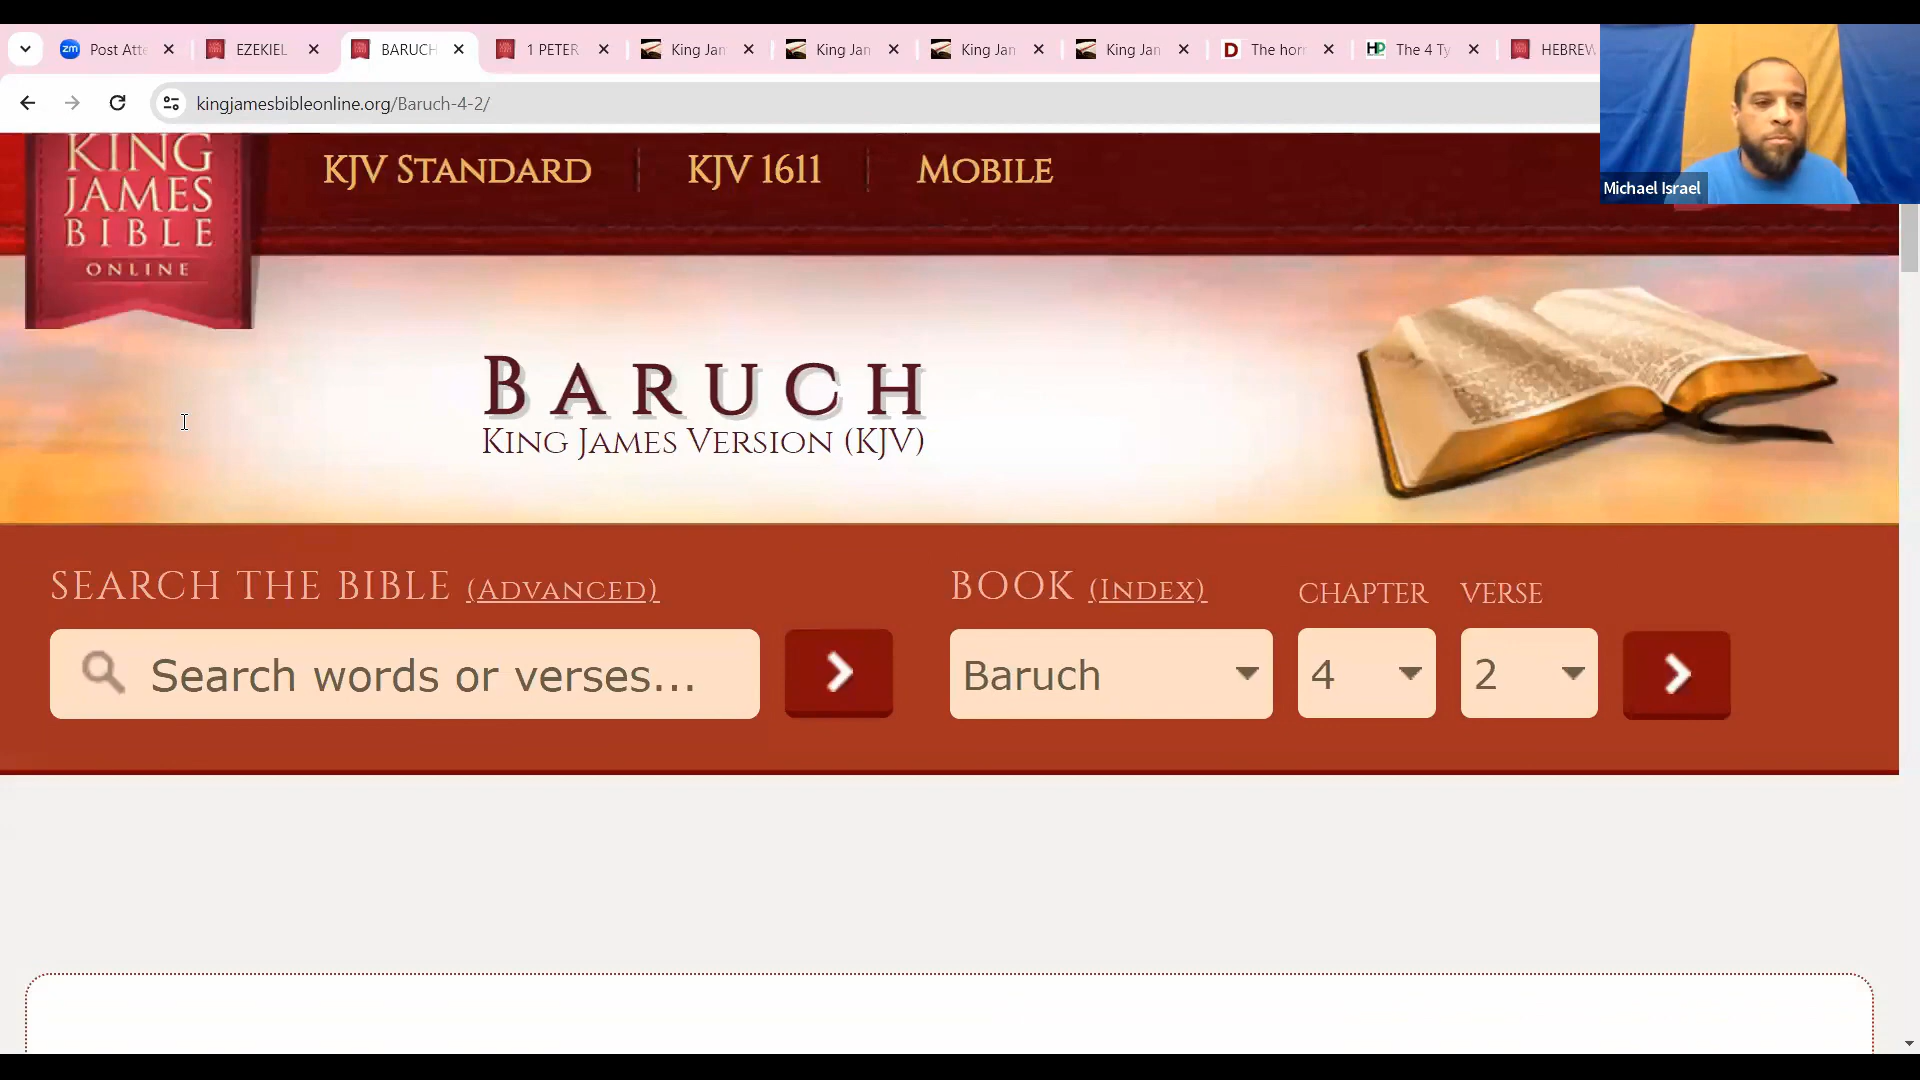 zm Post Atte EZEKIEL BARUCH 1 PETER King Jan King Jan King Jan King Jan D The horr HP The 4 Ty HEBREW
kingjamesbibleonline.org/Baruch-4-2/
KING
JAMES
BIBLE
ONLINE
KJV STANDARD
KJV 1611
MOBILE
Michael Israel
BARUCH
KING JAMES VERSION (KJV)
SEARCH THE BIBLE (ADVANCED)
BOOK (INDEX)
CHAPTER
VERSE
Search words or verses...
Baruch
4
2